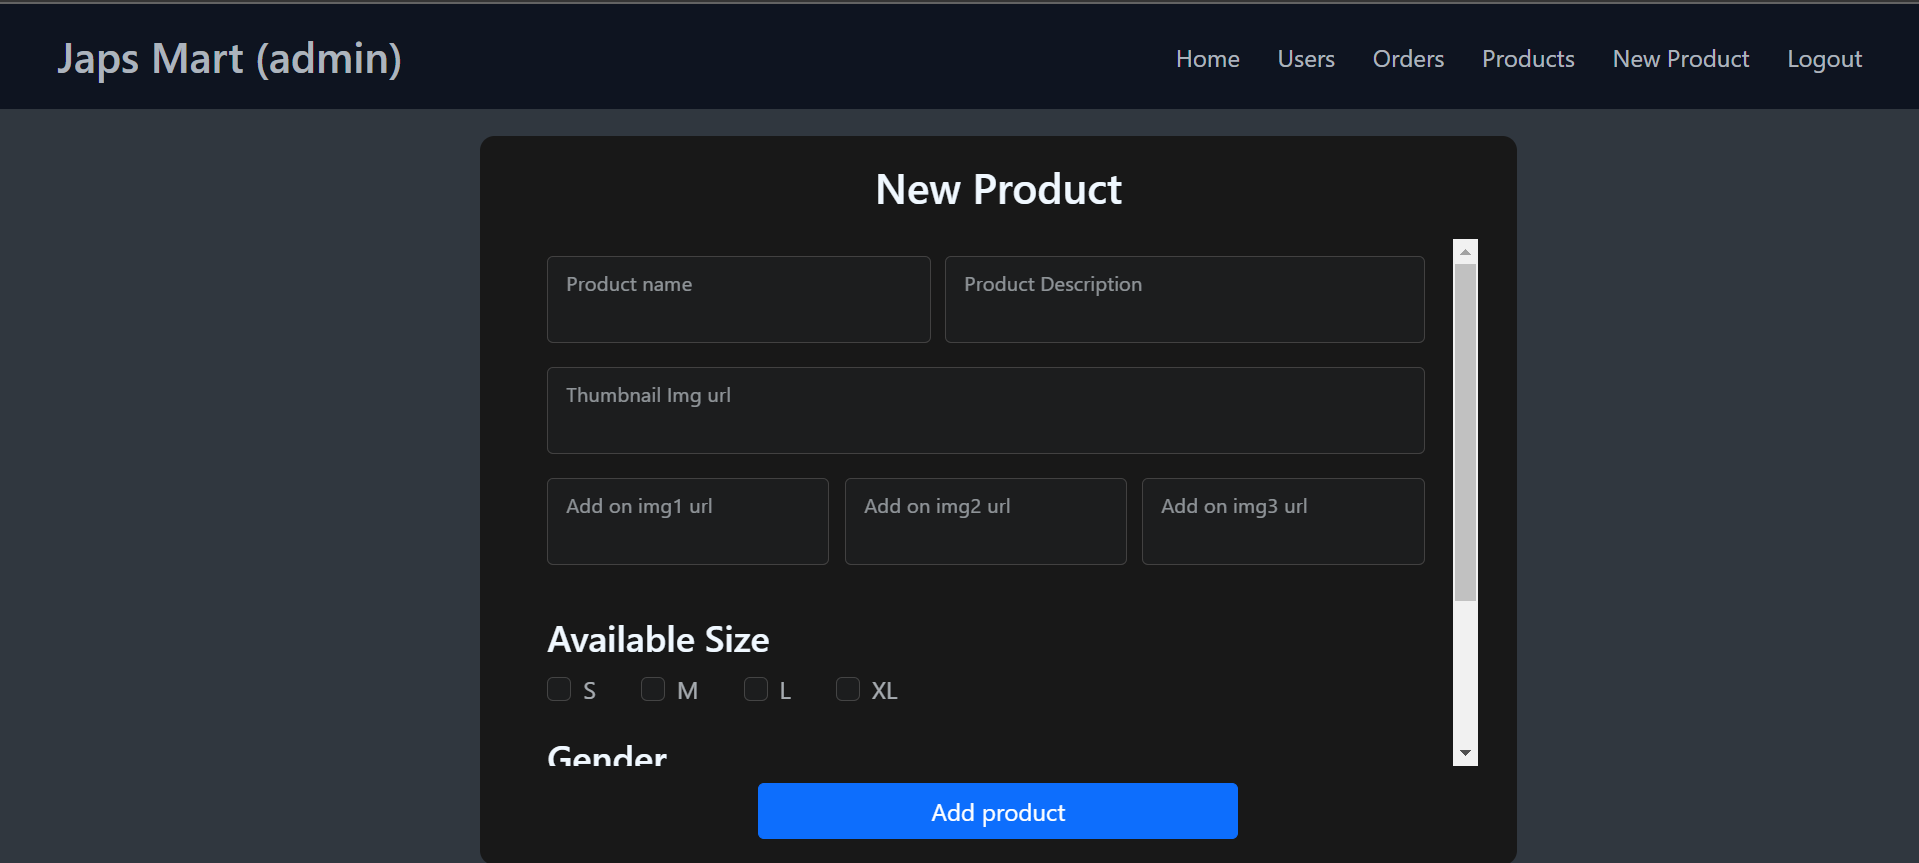 Japs Mart (admin)
Home Users Orders Products New Product Logout
New Product
Product name Product Description
Thumbnail Img url
Add on img1 url Add on img2 url Add on img3 url
Available Size
S M L XL
Gender
Add product